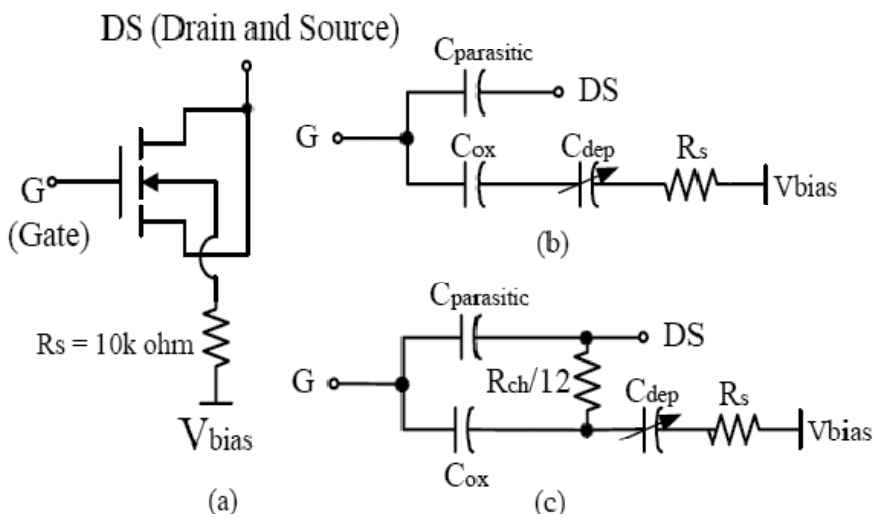 DS (Drain and Source)
G
(Gate)
Rs = 10k ohm
Vbias
(a)
Cparasitic
DS
G
Cox
Cdep
Rs
Vbias
(b)
Cparasitic
DS
G
Rch/12
Cdep
Rs
Vbias
Cox
(c)